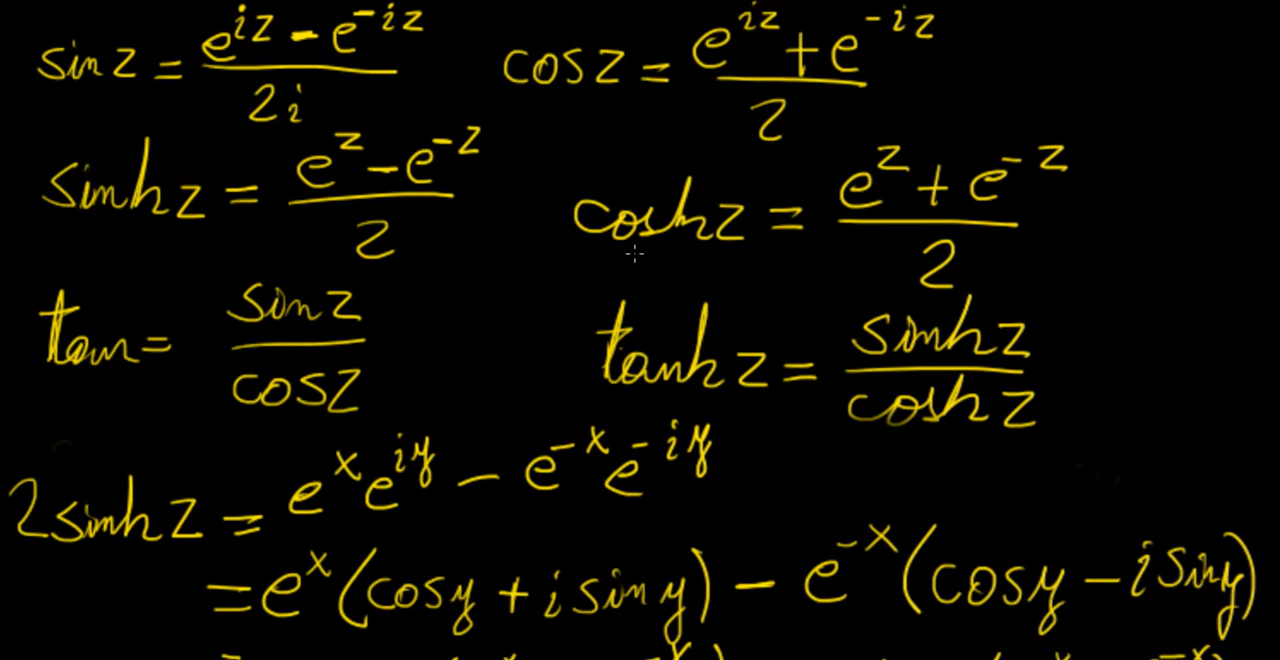 sin z = (e^{iz} - e^{-iz}) / 2i    cos z = (e^{iz} + e^{-iz}) / 2
sinh z = (e^z - e^{-z}) / 2    cosh z = (e^z + e^{-z}) / 2
tan = sin z / cos z    tanh z = sinh z / cosh z
2 sinh z = e^x e^{iy} - e^{-x} e^{-iy}
= e^x (cos y + i sin y) - e^{-x} (cos y - i sin y)